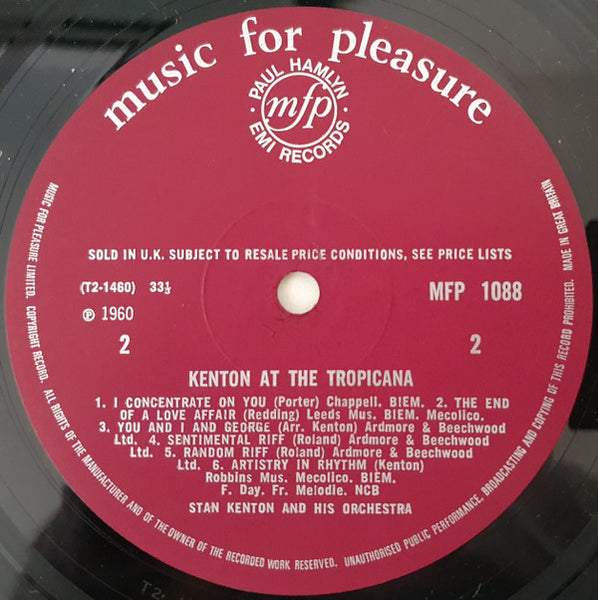 music for pleasure
· PAUL HAMLYN ·
mfp
EMI RECORDS
SOLD IN U.K. SUBJECT TO RESALE PRICE CONDITIONS, SEE PRICE LISTS
(T2-1460) 33⅓
MFP 1088
℗ 1960
2
2
KENTON AT THE TROPICANA
1. I CONCENTRATE ON YOU (Porter) Chappell. BIEM. 2. THE END
OF A LOVE AFFAIR (Redding) Leeds Mus. BIEM. Mecolico.
3. YOU AND I AND GEORGE (Arr. Kenton) Ardmore & Beechwood
Ltd. 4. SENTIMENTAL RIFF (Roland) Ardmore & Beechwood
Ltd. 5. RANDOM RIFF (Roland) Ardmore & Beechwood
Ltd. 6. ARTISTRY IN RHYTHM (Kenton)
Robbins Mus. Mecolico. BIEM.
F. Day. Fr. Melodie. NCB
STAN KENTON AND HIS ORCHESTRA
MUSIC FOR PLEASURE LIMITED. COPYRIGHT RECORD. ALL RIGHTS OF THE MANUFACTURER AND OF THE OWNER OF THE RECORDED WORK RESERVED. UNAUTHORISED PUBLIC PERFORMANCE, BROADCASTING AND COPYING OF THIS RECORD PROHIBITED. MADE IN GREAT BRITAIN